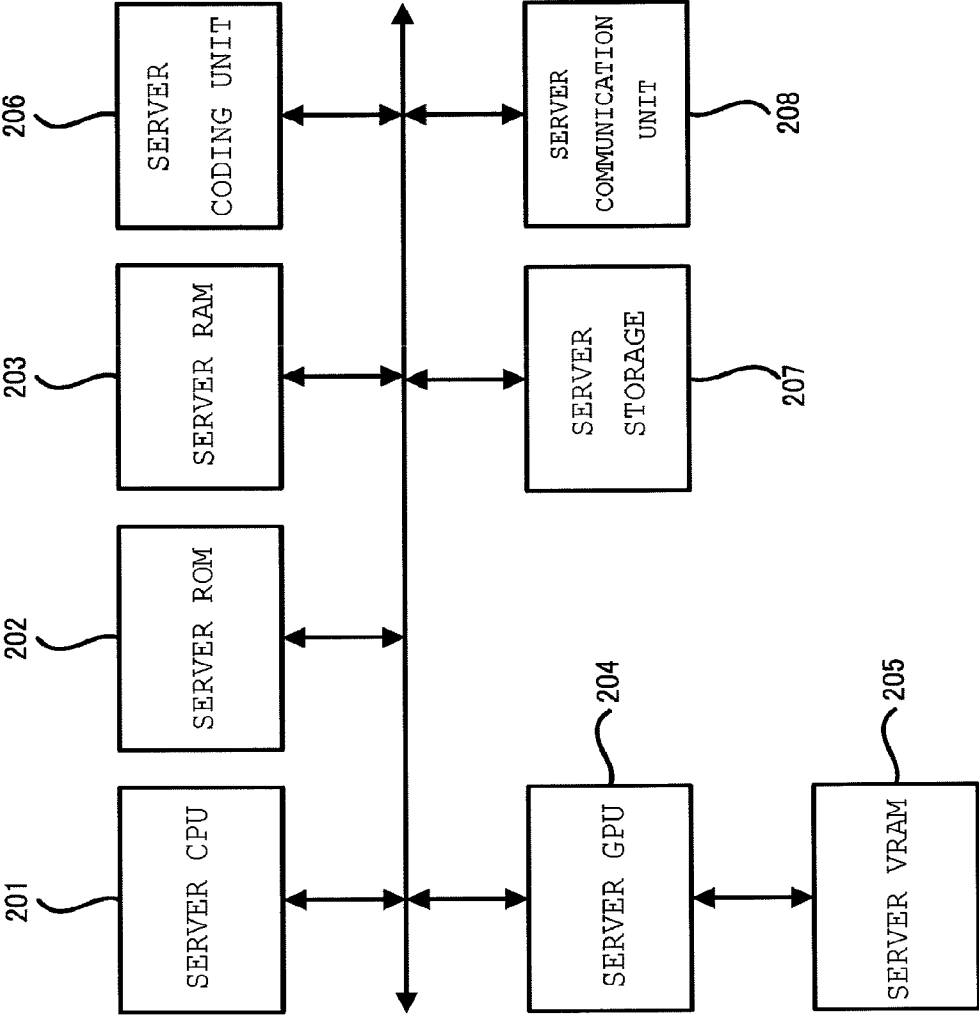 201
SERVER CPU
202
SERVER ROM
203
SERVER RAM
206
SERVER
CODING UNIT
204
SERVER GPU
205
SERVER VRAM
SERVER
STORAGE
207
SERVER
COMMUNICATION
UNIT
208